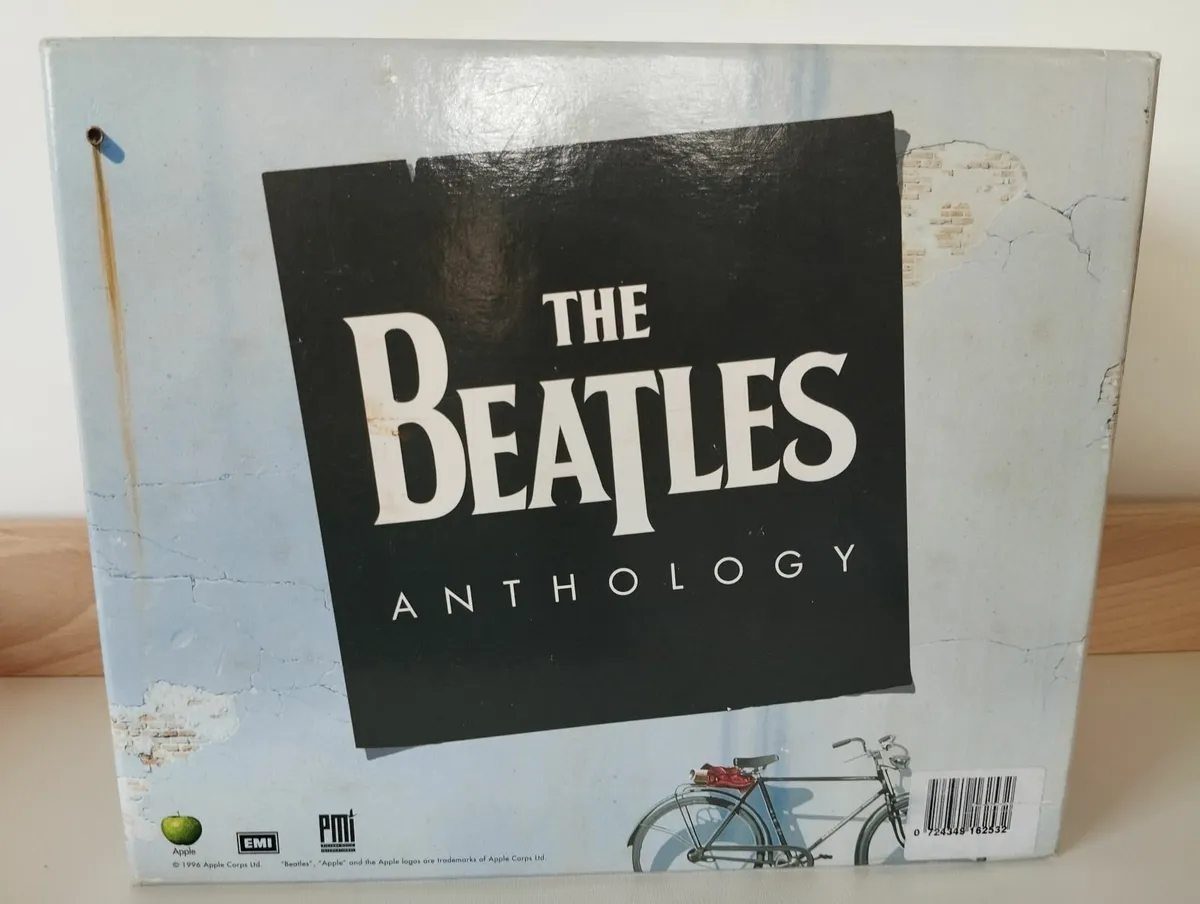 THE
BEATLES
ANTHOLOGY
Apple
EMI
PMI
© 1996 Apple Corps Ltd. "Beatles", "Apple" and the Apple logos are trademarks of Apple Corps Ltd.
0 724349 162532